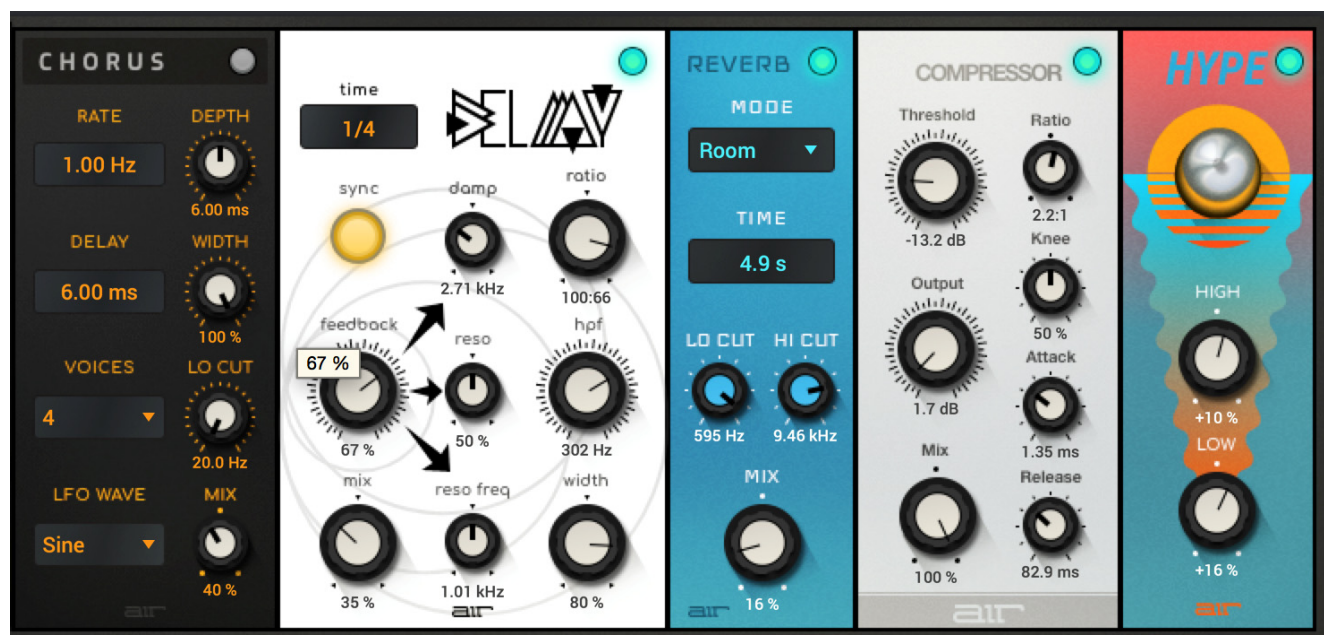 CHORUS
RATE
DEPTH
1.00 Hz
6.00 ms
DELAY
WIDTH
6.00 ms
100 %
VOICES
LO CUT
4
20.0 Hz
LFO WAVE
MIX
Sine
40 %
air
time
DELAY
1/4
sync
damp
ratio
2.71 kHz
100:66
feedback
reso
hpf
67 %
67 %
50 %
302 Hz
mix
reso freq
width
35 %
1.01 kHz
80 %
air
REVERB
MODE
Room
TIME
4.9 s
LO CUT
HI CUT
595 Hz
9.46 kHz
MIX
16 %
air
COMPRESSOR
Threshold
Ratio
-13.2 dB
2.2:1
Output
Knee
1.7 dB
50 %
Attack
1.35 ms
Mix
Release
100 %
82.9 ms
air
HYPE
HIGH
+10 %
LOW
+16 %
air